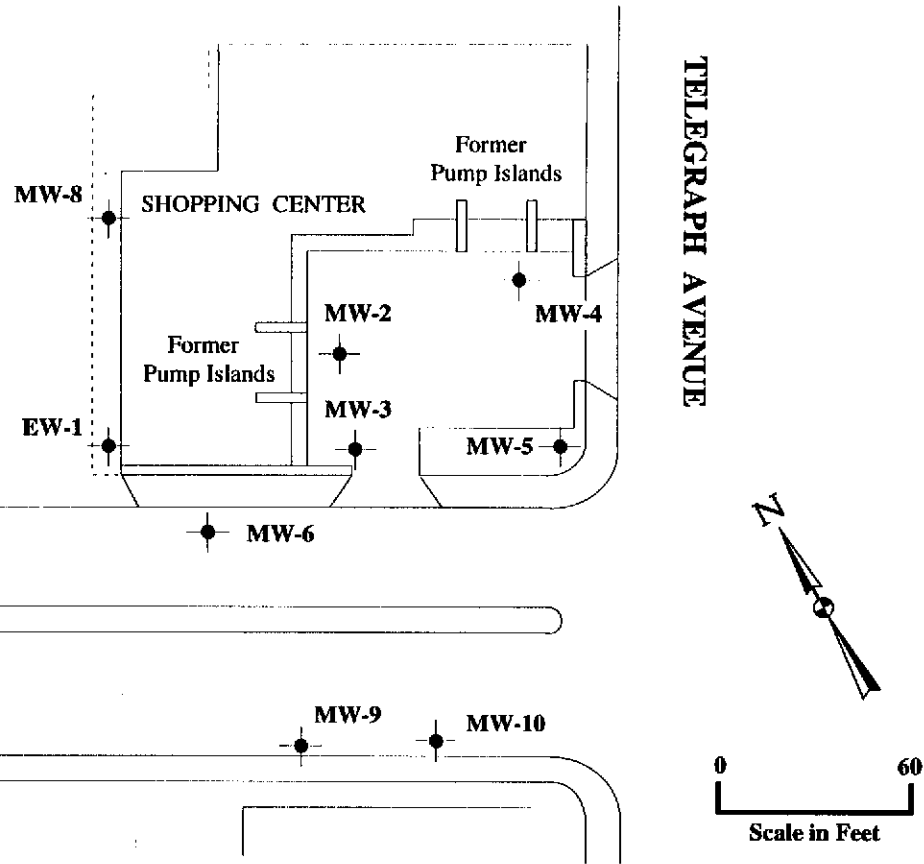 TELEGRAPH AVENUE
Former
Pump Islands
MW-8
SHOPPING CENTER
MW-2
MW-4
Former
Pump Islands
MW-3
EW-1
MW-5
MW-6
N
MW-9
MW-10
0 60
Scale in Feet